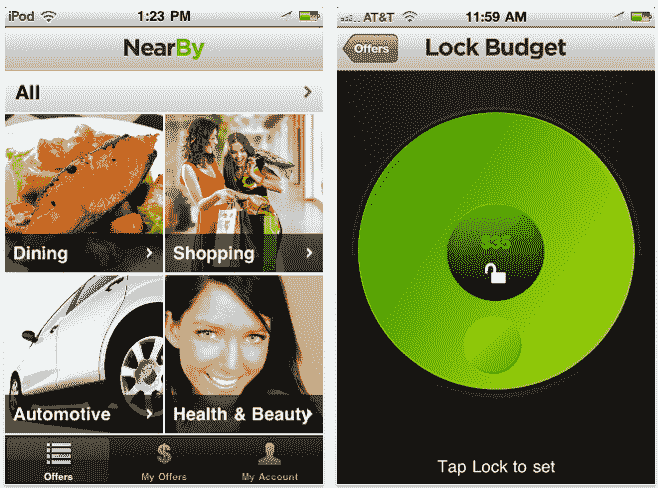 iPod 1:23 PM
NearBy
All
Dining
Shopping
Automotive
Health & Beauty
Offers
My Offers
My Account
AT&T 11:59 AM
Offers
Lock Budget
Tap Lock to set